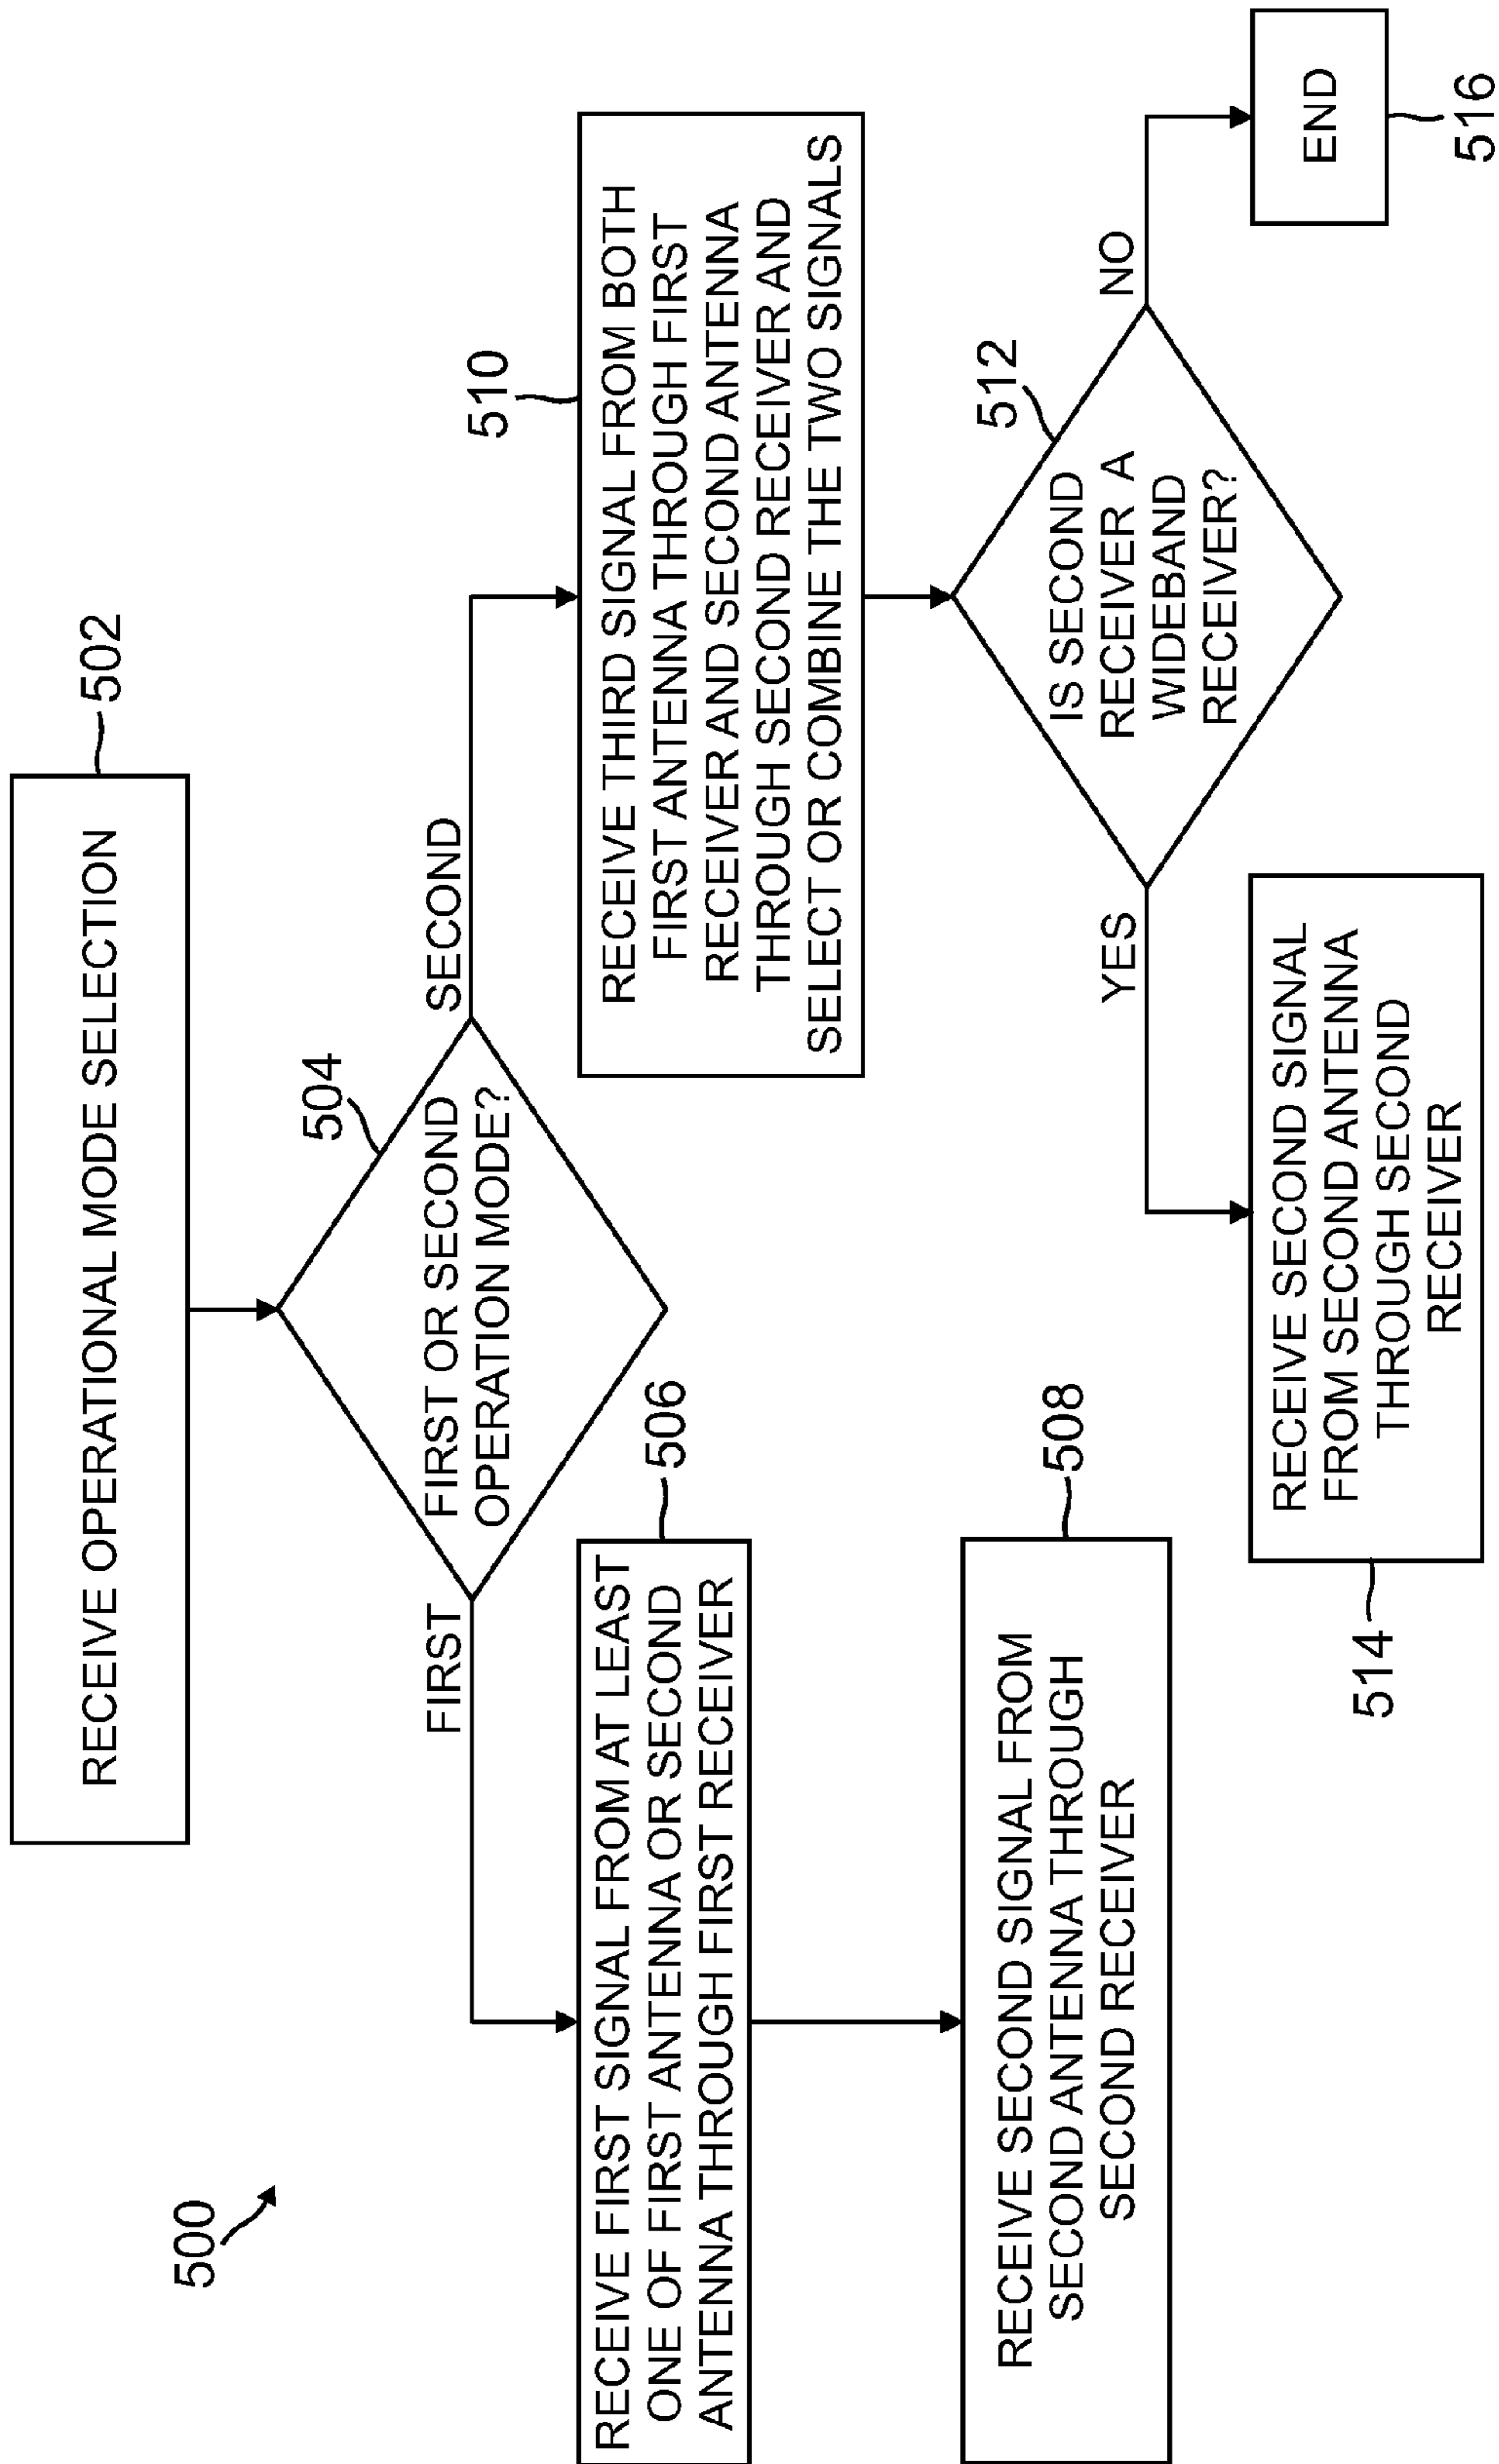 500
502
RECEIVE OPERATIONAL MODE SELECTION
504
FIRST OR SECOND
OPERATION MODE?
FIRST
SECOND
506
RECEIVE FIRST SIGNAL FROM AT LEAST
ONE OF FIRST ANTENNA OR SECOND
ANTENNA THROUGH FIRST RECEIVER
508
RECEIVE SECOND SIGNAL FROM
SECOND ANTENNA THROUGH
SECOND RECEIVER
510
RECEIVE THIRD SIGNAL FROM BOTH
FIRST ANTENNA THROUGH FIRST
RECEIVER AND SECOND ANTENNA
THROUGH SECOND RECEIVER AND
SELECT OR COMBINE THE TWO SIGNALS
512
IS SECOND
RECEIVER A
WIDEBAND
RECEIVER?
YES
NO
RECEIVE SECOND SIGNAL
FROM SECOND ANTENNA
THROUGH SECOND
RECEIVER
514
END
516